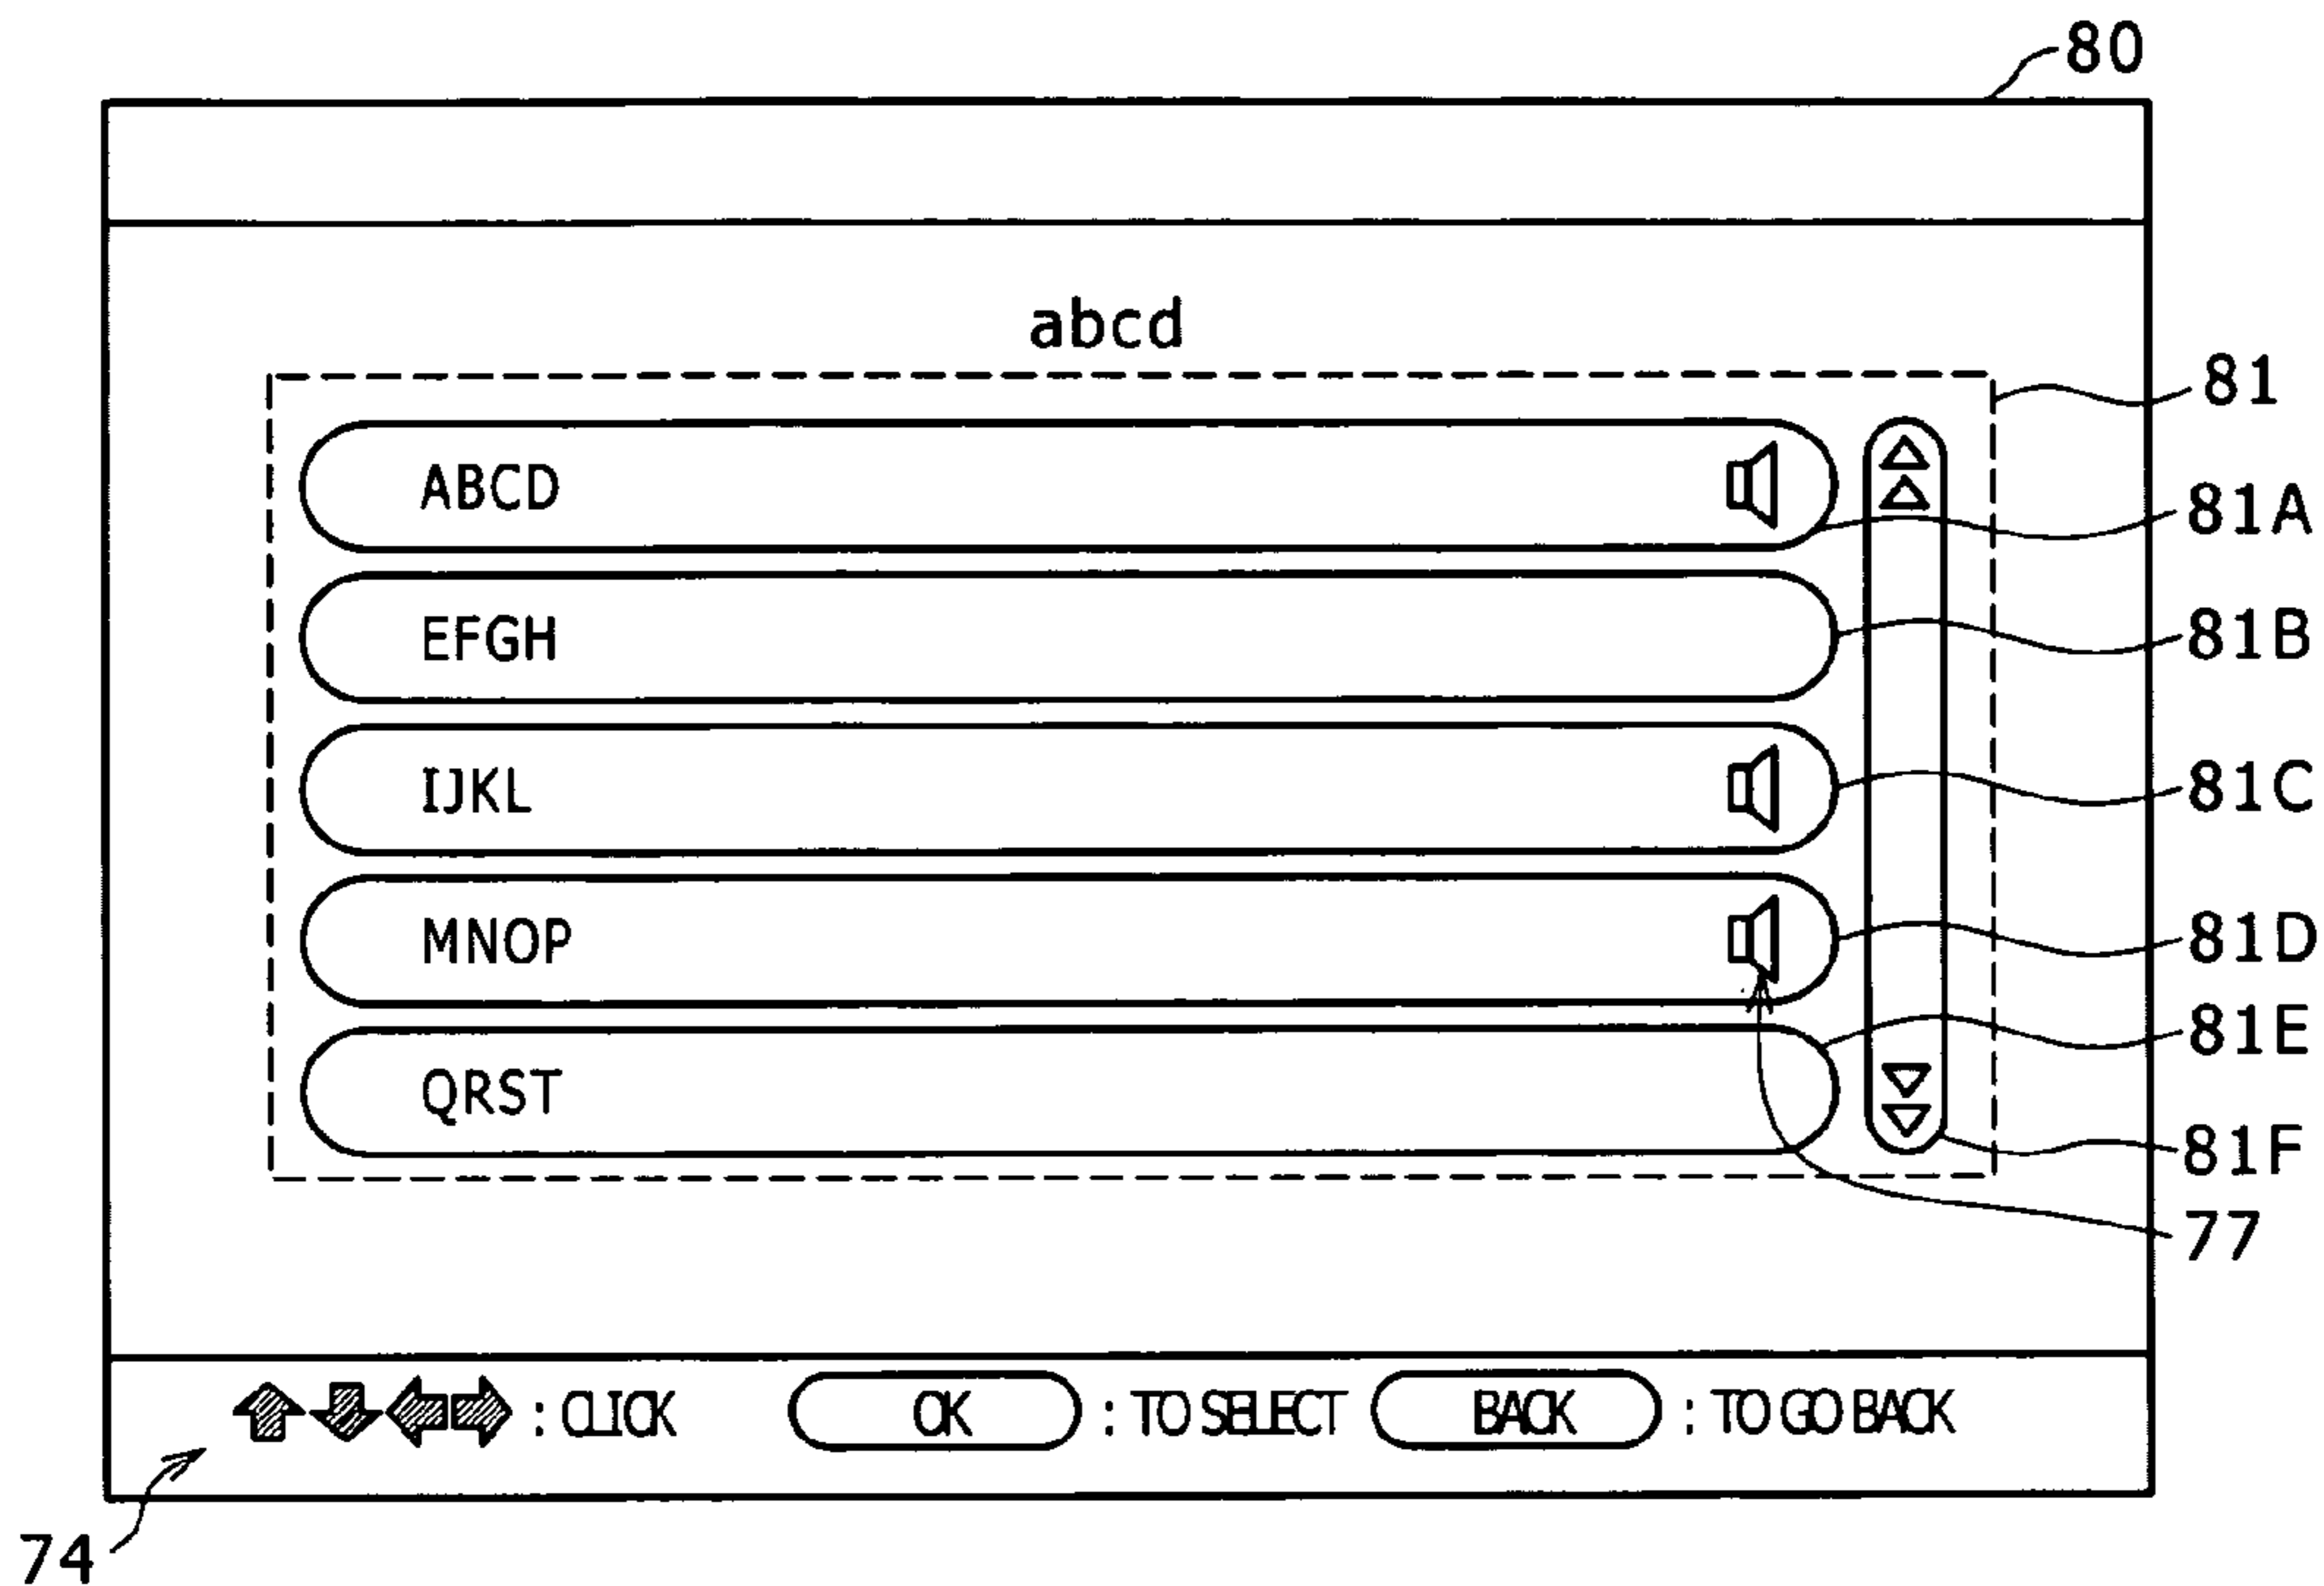 80
abcd
81
ABCD
81A
EFGH
81B
IJKL
81C
MNOP
81D
81E
QRST
81F
77
: CLICK OK : TO SELECT BACK : TO GO BACK
74